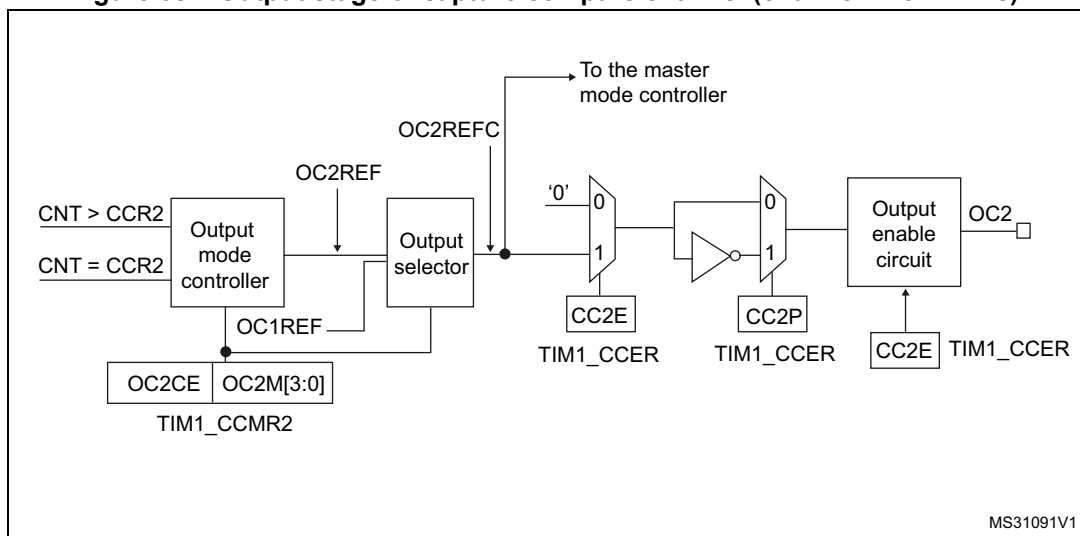 To the master
mode controller
OC2REFC
OC2REF
'0'
0
1
0
1
CNT > CCR2
CNT = CCR2
Output
mode
controller
Output
selector
Output
enable
circuit
OC2
OC1REF
CC2E
CC2P
CC2E
TIM1_CCER
TIM1_CCER
TIM1_CCER
OC2CE
OC2M[3:0]
TIM1_CCMR2
MS31091V1